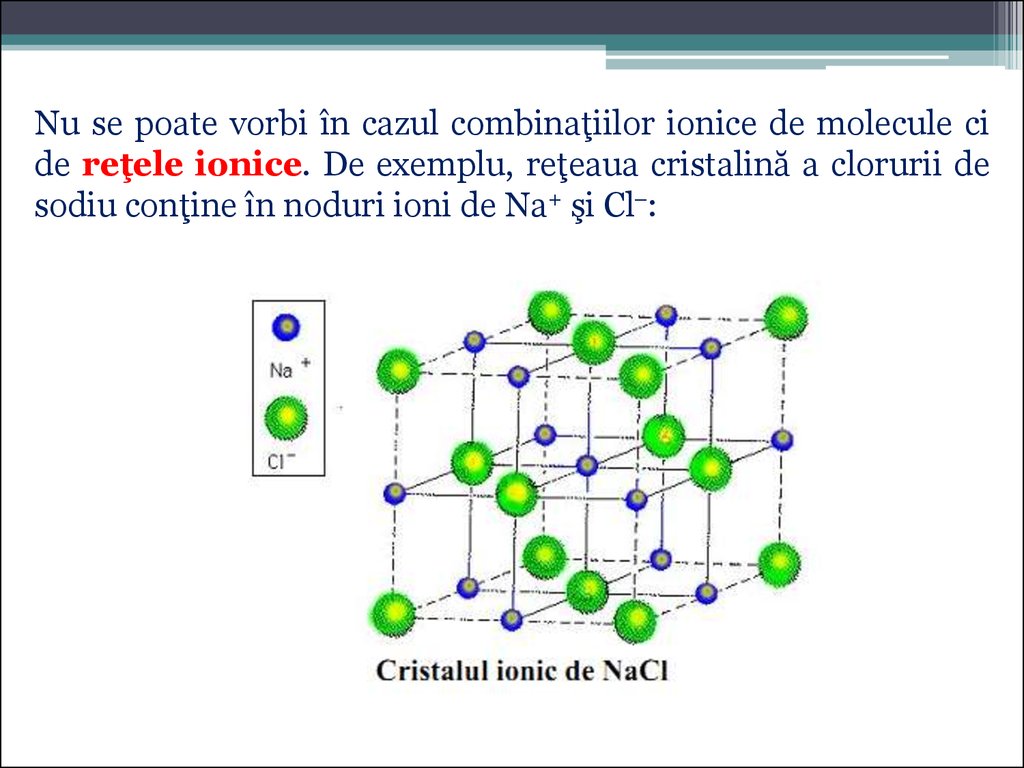 Nu se poate vorbi în cazul combinaţiilor ionice de molecule ci
de reţele ionice. De exemplu, reţeaua cristalină a clorurii de
sodiu conţine în noduri ioni de Na⁺ şi Cl⁻:
Na +
Cl⁻
Cristalul ionic de NaCl